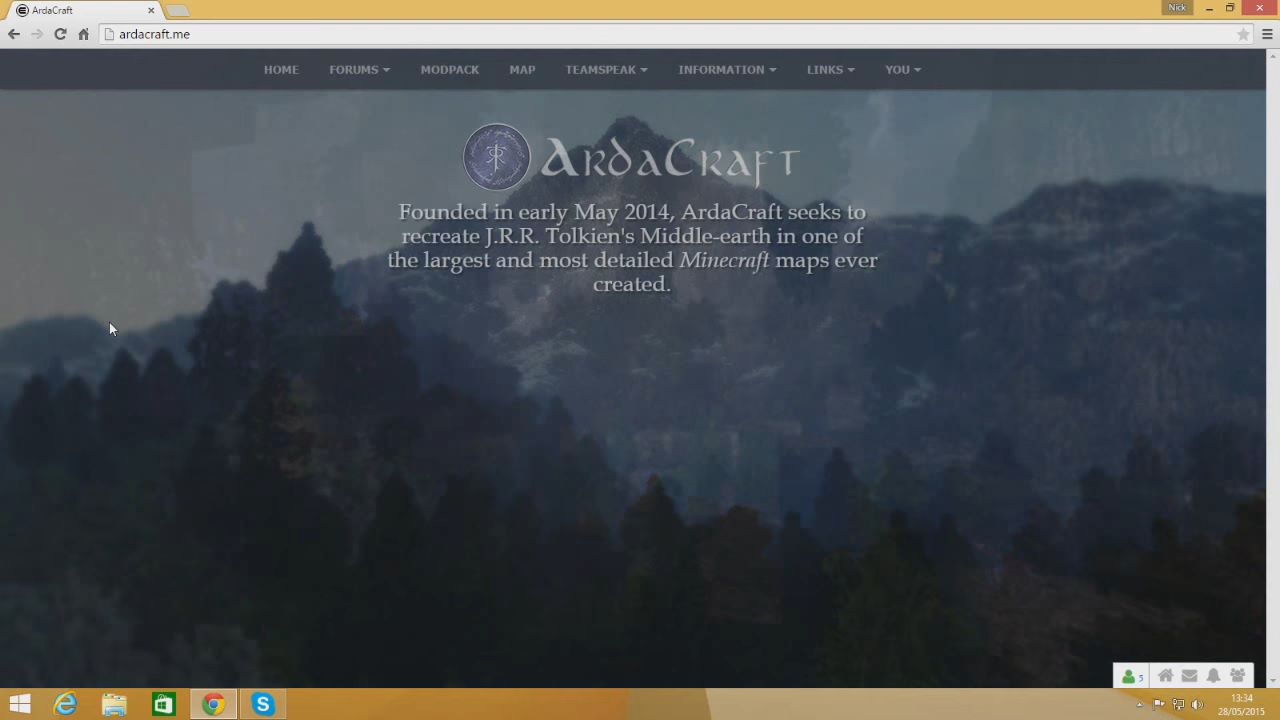 ArdaCraft
Nick
ardacraft.me
HOME FORUMS MODPACK MAP TEAMSPEAK INFORMATION LINKS YOU
ARDACRAFT
Founded in early May 2014, ArdaCraft seeks to
recreate J.R.R. Tolkien's Middle-earth in one of
the largest and most detailed Minecraft maps ever
created.
5
13:34
28/05/2015